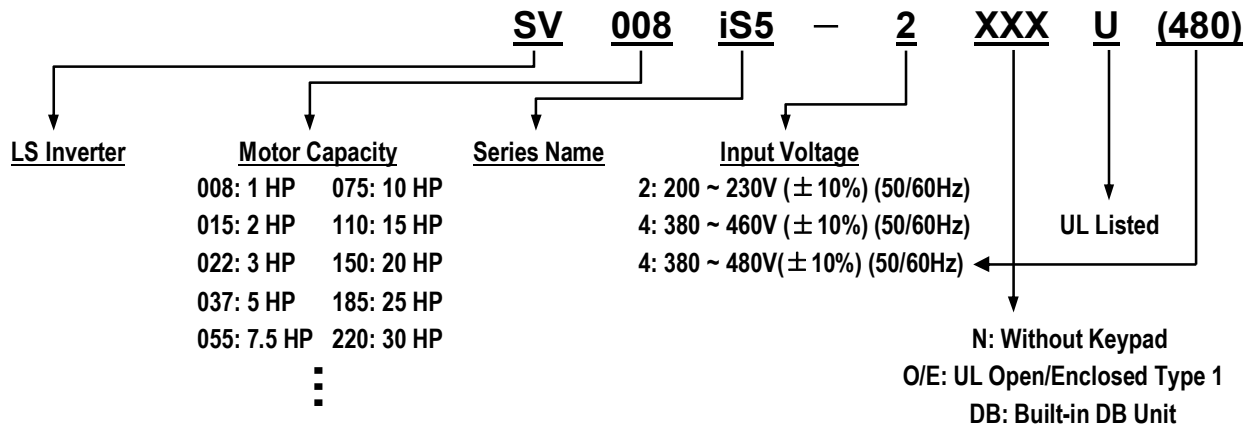 SV 008 iS5 – 2 XXX U (480)
LS Inverter
Motor Capacity
008: 1 HP 075: 10 HP
015: 2 HP 110: 15 HP
022: 3 HP 150: 20 HP
037: 5 HP 185: 25 HP
055: 7.5 HP 220: 30 HP
Series Name
Input Voltage
2: 200 ~ 230V (±10%) (50/60Hz)
4: 380 ~ 460V (±10%) (50/60Hz)
4: 380 ~ 480V(±10%) (50/60Hz)
UL Listed
N: Without Keypad
O/E: UL Open/Enclosed Type 1
DB: Built-in DB Unit